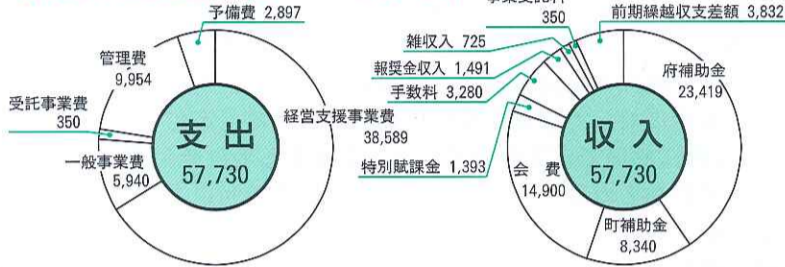 予備費 2,897
管理費
9,954
受託事業費
350
一般事業費
5,940
経営支援事業費
38,589
支出
57,730
350
前期繰越収支差額 3,832
雑収入 725
報奨金収入 1,491
手数料 3,280
特別賦課金 1,393
会 費
14,900
町補助金
8,340
府補助金
23,419
収入
57,730